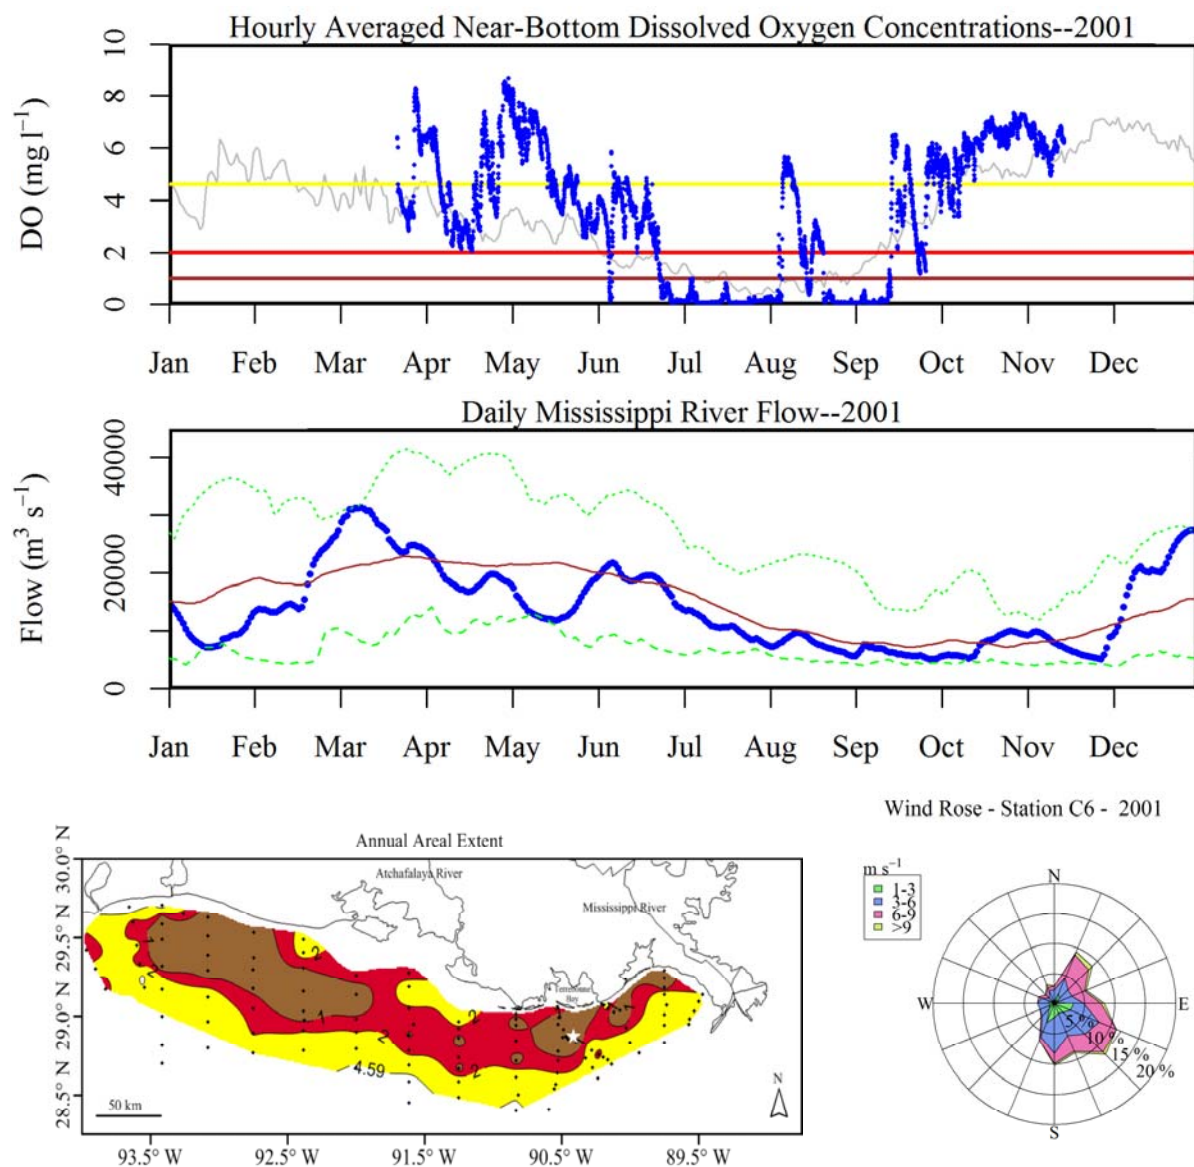 Hourly Averaged Near-Bottom Dissolved Oxygen Concentrations--2001
DO (mg l⁻¹)
10
8
6
4
2
0
Jan Feb Mar Apr May Jun Jul Aug Sep Oct Nov Dec
Daily Mississippi River Flow--2001
Flow (m³ s⁻¹)
40000
20000
0
Jan Feb Mar Apr May Jun Jul Aug Sep Oct Nov Dec
Annual Areal Extent
30.0° N
29.5° N
29.0° N
28.5° N
Atchafalaya River
Mississippi River
Terrebonne
Bay
2
1
2
2
2
1
4.59
50 km
N
93.5° W 92.5° W 91.5° W 90.5° W 89.5° W
Wind Rose - Station C6 - 2001
m s⁻¹
1-3
3-6
6-9
>9
N
W
E
S
5 %
10 %
15 %
20 %